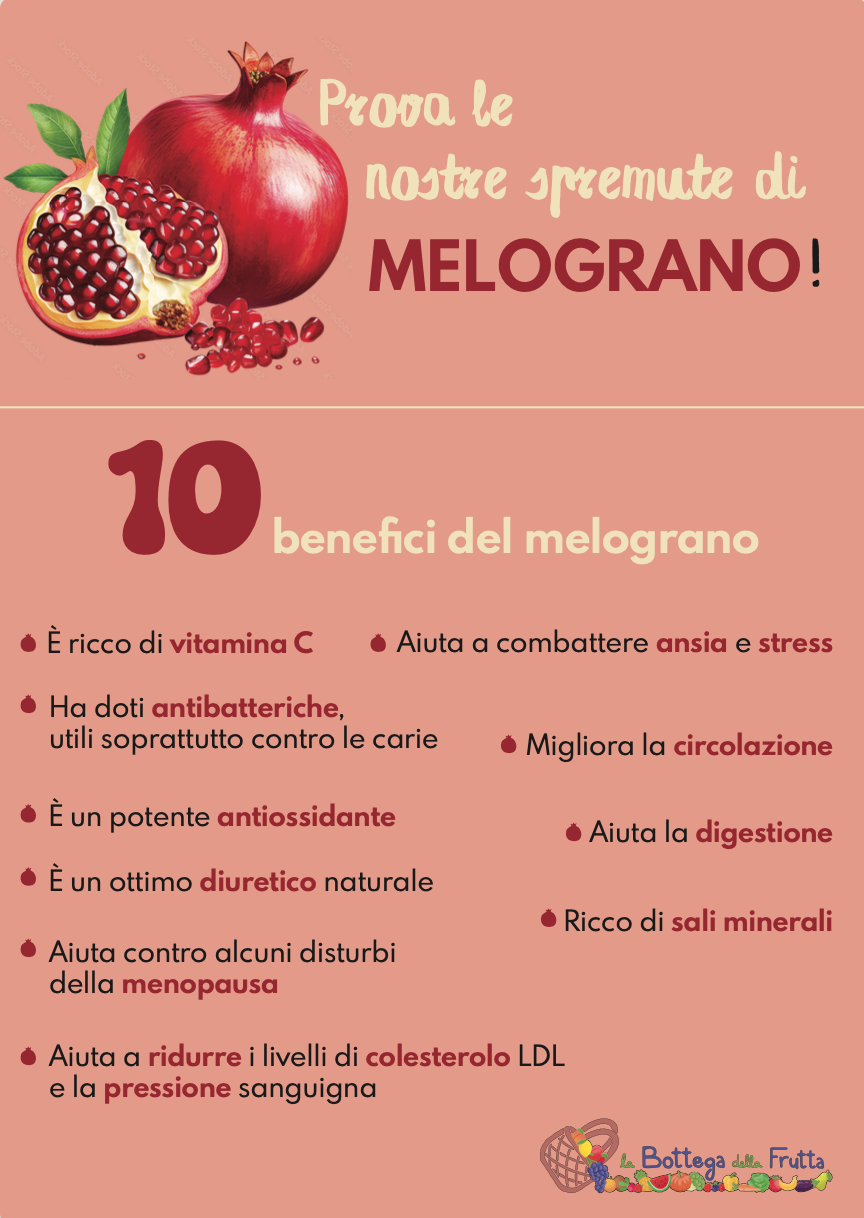 Prova le
nostre spremute di
MELOGRANO!
10 benefici del melograno
È ricco di vitamina C
Ha doti antibatteriche,
utili soprattutto contro le carie
È un potente antiossidante
È un ottimo diuretico naturale
Aiuta contro alcuni disturbi
della menopausa
Aiuta a ridurre i livelli di colesterolo LDL
e la pressione sanguigna
Aiuta a combattere ansia e stress
Migliora la circolazione
Aiuta la digestione
Ricco di sali minerali
la Bottega della Frutta